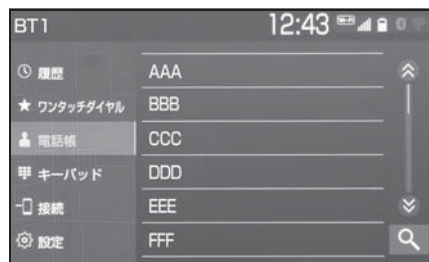 BT1 12:43
履歴
ワンタッチダイヤル
電話帳
キーパッド
接続
設定
AAA
BBB
CCC
DDD
EEE
FFF